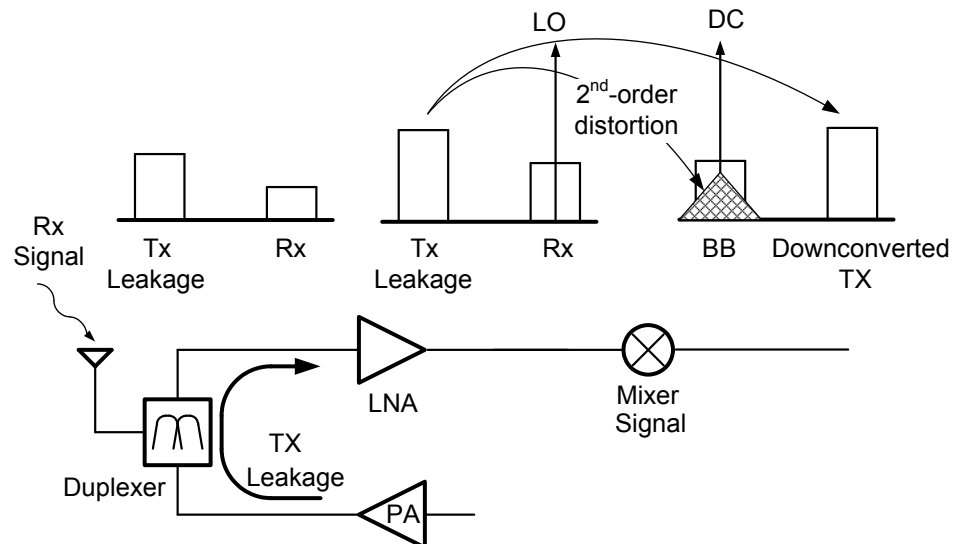 LO
DC
2nd-order
distortion
Tx
Leakage
Rx
Tx
Leakage
Rx
BB
Downconverted
TX
Rx
Signal
LNA
Mixer
Signal
TX
Leakage
Duplexer
PA